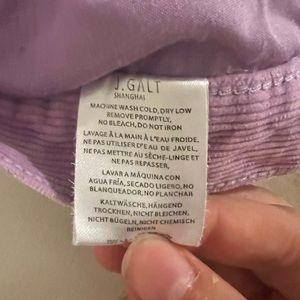 J.GALT
SHANGHAI
MACHINE WASH COLD, DRY LOW
REMOVE PROMPTLY,
NO BLEACH, DO NOT IRON
LAVAGE À LA MAIN À L'EAU FROIDE,
NE PAS UTILISER D'EAU DE JAVEL,
NE PAS REPASSER
NE PAS METTRE AU SÈCHE-LINGE ET
LAVAR A MÁQUINA CON
AGUA FRÍA, SECADO LIGERO, NO
BLANQUEADOR, NO PLANCHAR
KALTWÄSCHE, HÄNGEND
TROCKNEN, NICHT BLEICHEN,
NICHT BÜGELN, NICHT CHEMISCH
REINIGEN